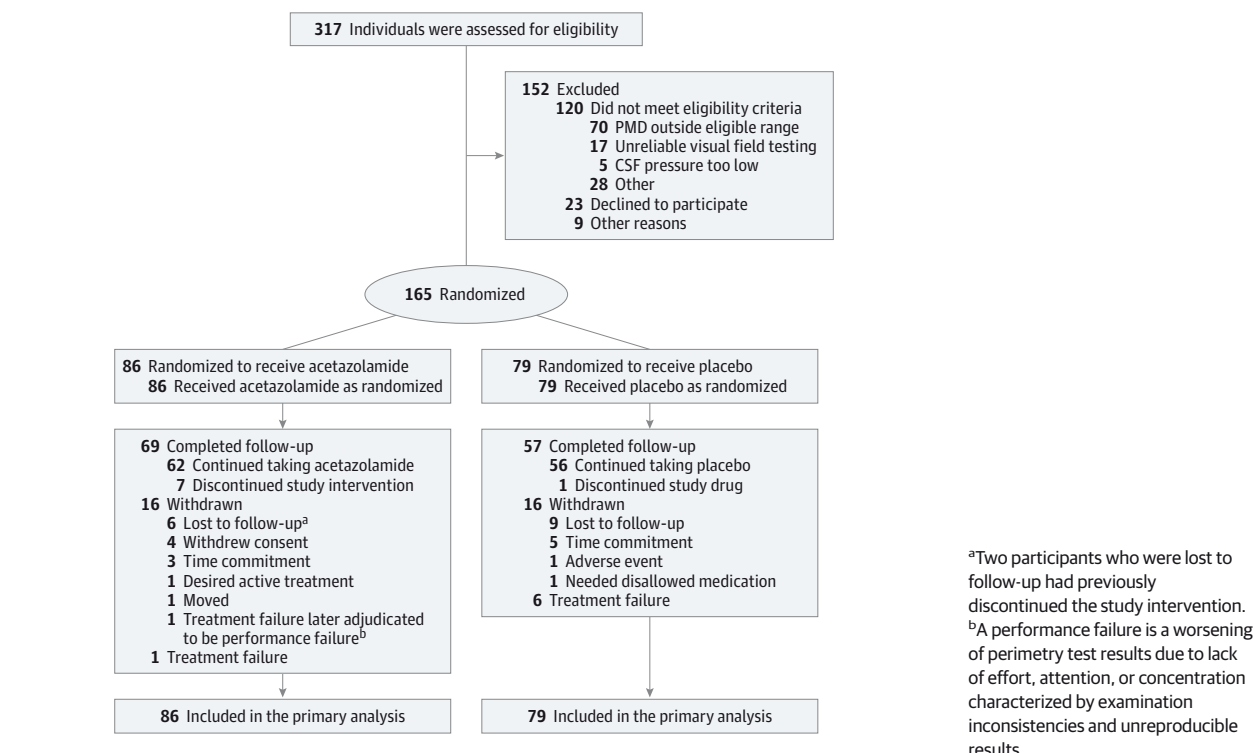 317 Individuals were assessed for eligibility
152 Excluded
120 Did not meet eligibility criteria
70 PMD outside eligible range
17 Unreliable visual field testing
5 CSF pressure too low
28 Other
23 Declined to participate
9 Other reasons
165 Randomized
86 Randomized to receive acetazolamide
86 Received acetazolamide as randomized
79 Randomized to receive placebo
79 Received placebo as randomized
69 Completed follow-up
62 Continued taking acetazolamide
7 Discontinued study intervention
16 Withdrawn
6 Lost to follow-upa
4 Withdrew consent
3 Time commitment
1 Desired active treatment
1 Moved
1 Treatment failure later adjudicated
to be performance failureb
1 Treatment failure
57 Completed follow-up
56 Continued taking placebo
1 Discontinued study drug
16 Withdrawn
9 Lost to follow-up
5 Time commitment
1 Adverse event
1 Needed disallowed medication
6 Treatment failure
86 Included in the primary analysis
79 Included in the primary analysis
aTwo participants who were lost to
follow-up had previously
discontinued the study intervention.
bA performance failure is a worsening
of perimetry test results due to lack
of effort, attention, or concentration
characterized by examination
inconsistencies and unreproducible
results